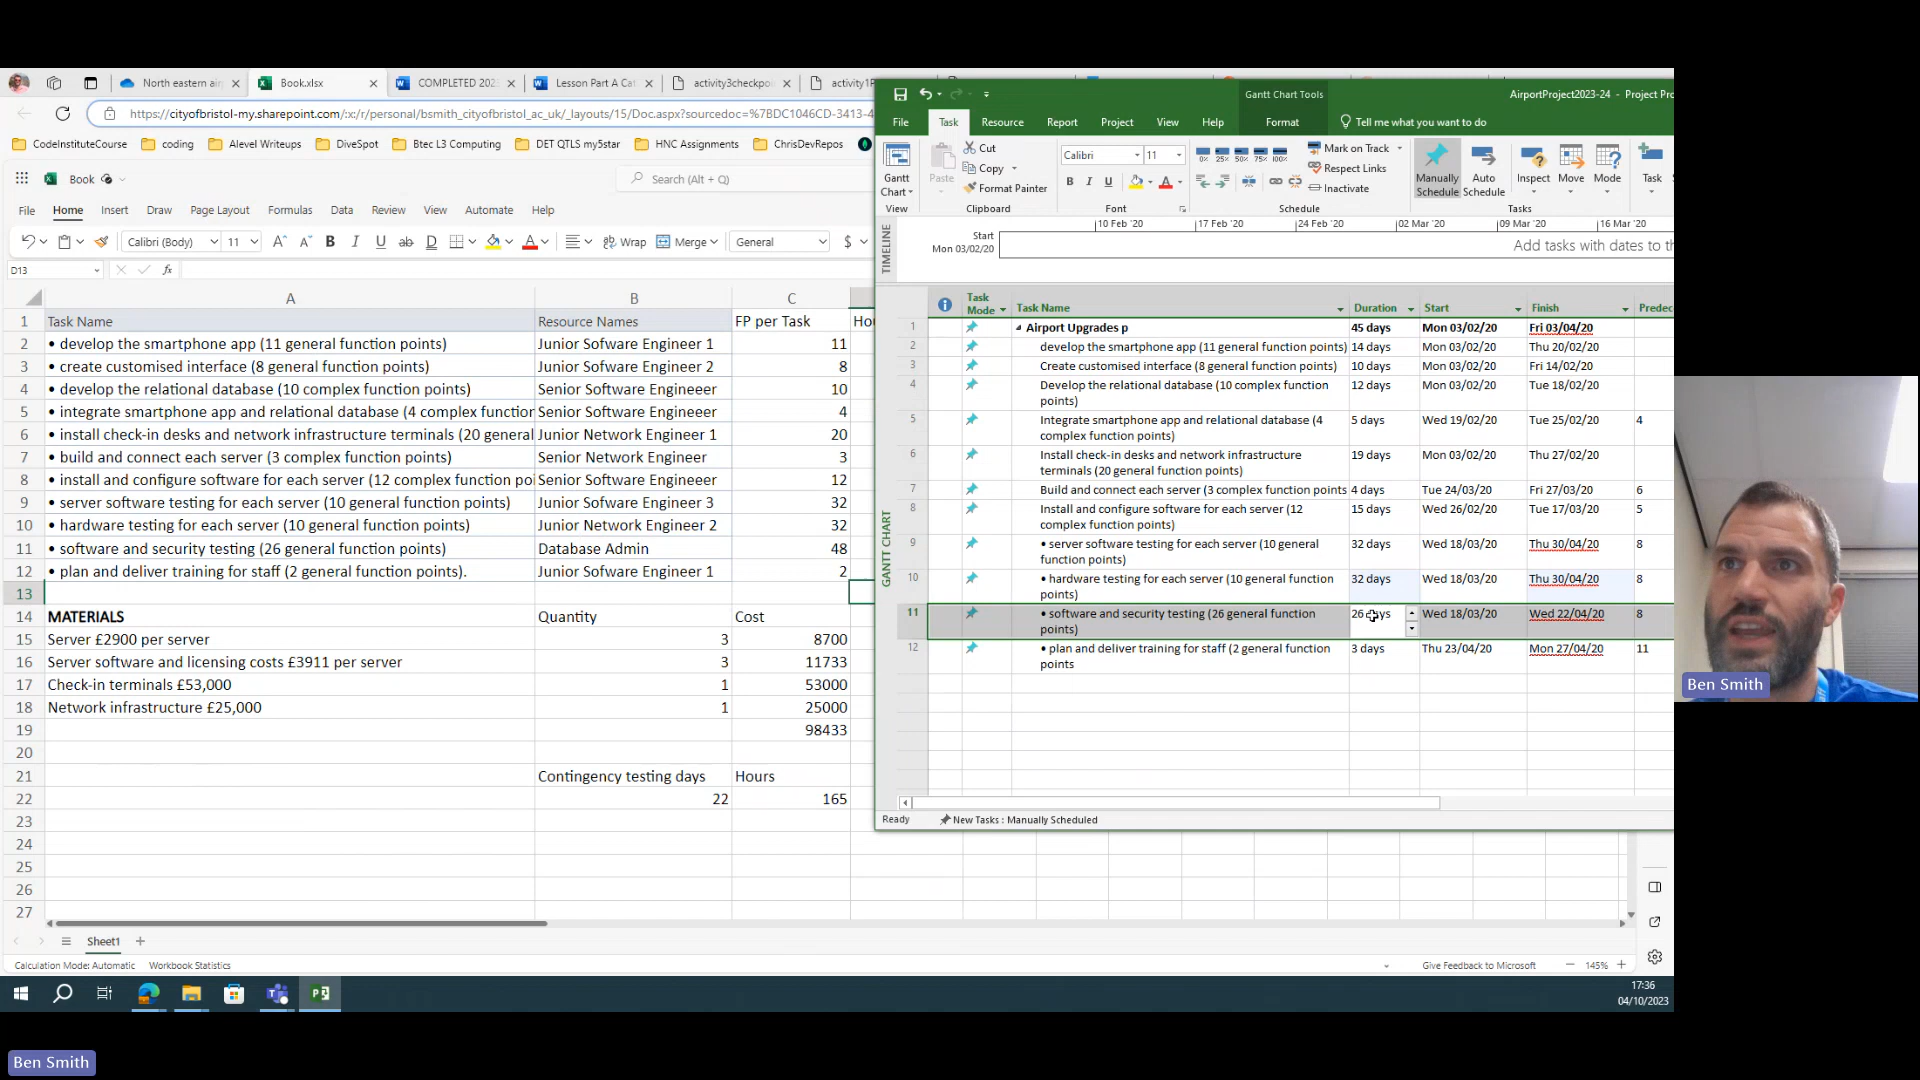 North eastern air
Book.xlsx
COMPLETED 202
Lesson Part A Ca
activity3checkpo
activity1P
https://cityofbristol-my.sharepoint.com/:x:/r/personal/bsmith_cityofbristol_ac_uk/_layouts/15/Doc.aspx?sourcedoc=%7BDC1046CD-3413-4
CodeInstituteCourse
coding
Alevel Writeups
DiveSpot
Btec L3 Computing
DET QTLS my5star
HNC Assignments
ChrisDevRepos
Book
Search (Alt + Q)
File Home Insert Draw Page Layout Formulas Data Review View Automate Help
Calibri (Body) 11 B I U ab D A Wrap Merge General $
D13 fx
A B C
1 Task Name Resource Names FP per Task Hou
2 • develop the smartphone app (11 general function points) Junior Sofware Engineer 1 11
3 • create customised interface (8 general function points) Junior Sofware Engineer 2 8
4 • develop the relational database (10 complex function points) Senior Software Engineeer 10
5 • integrate smartphone app and relational database (4 complex function Senior Software Engineeer 4
6 • install check-in desks and network infrastructure terminals (20 general Junior Network Engineer 1 20
7 • build and connect each server (3 complex function points) Senior Network Engineer 3
8 • install and configure software for each server (12 complex function poi Senior Software Engineeer 12
9 • server software testing for each server (10 general function points) Junior Sofware Engineer 3 32
10 • hardware testing for each server (10 general function points) Junior Network Engineer 2 32
11 • software and security testing (26 general function points) Database Admin 48
12 • plan and deliver training for staff (2 general function points). Junior Sofware Engineer 1 2
13
14 MATERIALS Quantity Cost
15 Server £2900 per server 3 8700
16 Server software and licensing costs £3911 per server 3 11733
17 Check-in terminals £53,000 1 53000
18 Network infrastructure £25,000 1 25000
19 98433
20
21 Contingency testing days Hours
22 22 165
23
24
25
26
27
Sheet1
Calculation Mode: Automatic Workbook Statistics
Give Feedback to Microsoft
145%
Gantt Chart Tools
AirportProject2023-24 - Project Pro
File Task Resource Report Project View Help Format Tell me what you want to do
Gantt Chart
View
Paste
Cut
Copy
Format Painter
Clipboard
Calibri 11
B I U A
Font
0% 25% 50% 75% 100%
Mark on Track
Respect Links
Inactivate
Schedule
Manually Schedule
Auto Schedule
Inspect
Move
Mode
Task
Tasks
TIMELINE
10 Feb '20 17 Feb '20 24 Feb '20 02 Mar '20 09 Mar '20 16 Mar '20
Start
Mon 03/02/20
Add tasks with dates to th
GANTT CHART
Task Mode Task Name Duration Start Finish Predec
1 Airport Upgrades p 45 days Mon 03/02/20 Fri 03/04/20
2 develop the smartphone app (11 general function points) 14 days Mon 03/02/20 Thu 20/02/20
3 Create customised interface (8 general function points) 10 days Mon 03/02/20 Fri 14/02/20
4 Develop the relational database (10 complex function 12 days Mon 03/02/20 Tue 18/02/20
points)
5 Integrate smartphone app and relational database (4 5 days Wed 19/02/20 Tue 25/02/20 4
complex function points)
6 Install check-in desks and network infrastructure 19 days Mon 03/02/20 Thu 27/02/20
terminals (20 general function points)
7 Build and connect each server (3 complex function points) 4 days Tue 24/03/20 Fri 27/03/20 6
8 Install and configure software for each server (12 15 days Wed 26/02/20 Tue 17/03/20 5
complex function points)
9 • server software testing for each server (10 general 32 days Wed 18/03/20 Thu 30/04/20 8
function points)
10 • hardware testing for each server (10 general function 32 days Wed 18/03/20 Thu 30/04/20 8
points)
11 • software and security testing (26 general function 26 days Wed 18/03/20 Wed 22/04/20 8
points)
12 • plan and deliver training for staff (2 general function 3 days Thu 23/04/20 Mon 27/04/20 11
points
Ready
New Tasks : Manually Scheduled
17:36
04/10/2023
Ben Smith
Ben Smith